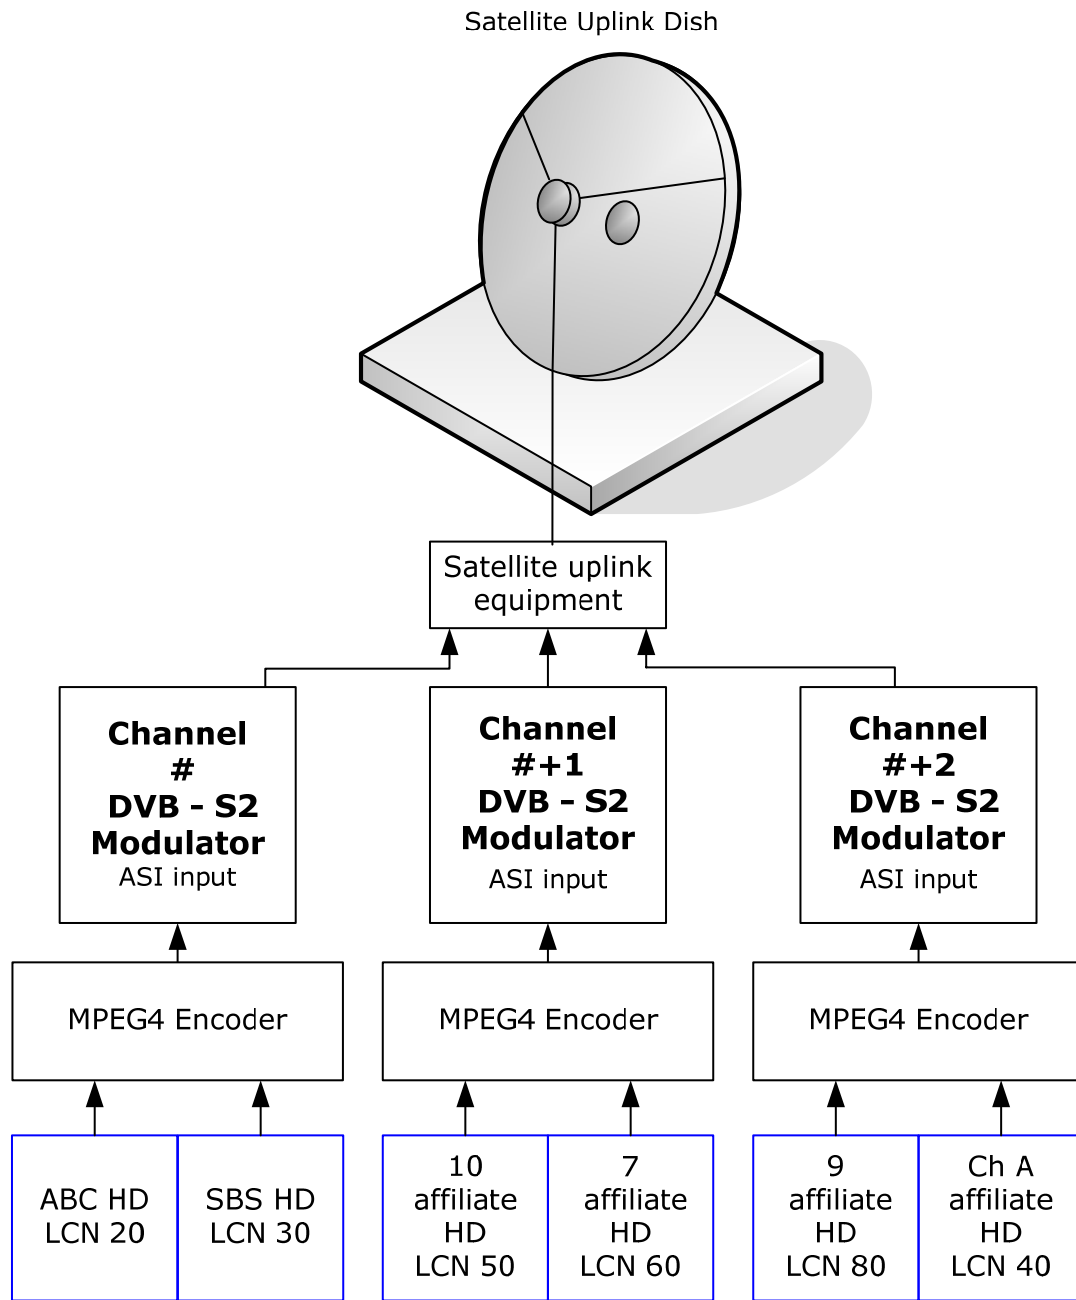 Satellite Uplink Dish
Satellite uplink
equipment
Channel
#
DVB - S2
Modulator
ASI input
Channel
#+1
DVB - S2
Modulator
ASI input
Channel
#+2
DVB - S2
Modulator
ASI input
MPEG4 Encoder
MPEG4 Encoder
MPEG4 Encoder
ABC HD
LCN 20
SBS HD
LCN 30
10
affiliate
HD
LCN 50
7
affiliate
HD
LCN 60
9
affiliate
HD
LCN 80
Ch A
affiliate
HD
LCN 40